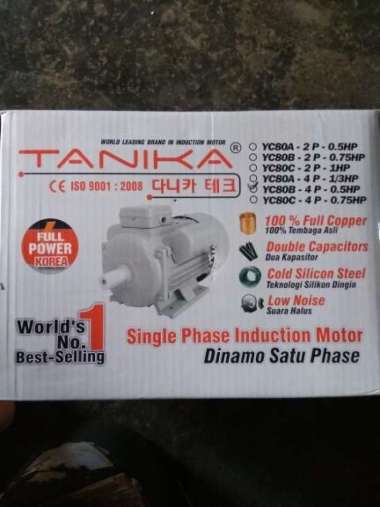 WORLD LEADING BRAND IN INDUCTION MOTOR
TANIKA®
CE ISO 9001 : 2008 다니카 테크
YC80A - 2 P - 0.5HP
YC80B - 2 P - 0.75HP
YC80C - 2 P - 1HP
YC80A - 4 P - 1/3HP
YC80B - 4 P - 0.5HP
YC80C - 4 P - 0.75HP
FULL
POWER
KOREA
100 % Full Copper
100% Tembaga Asli
Double Capacitors
Dua Kapasitor
Cold Silicon Steel
Teknologi Silikon Dingin
Low Noise
Suara Halus
World's
No. 1
Best-Selling
Single Phase Induction Motor
Dinamo Satu Phase